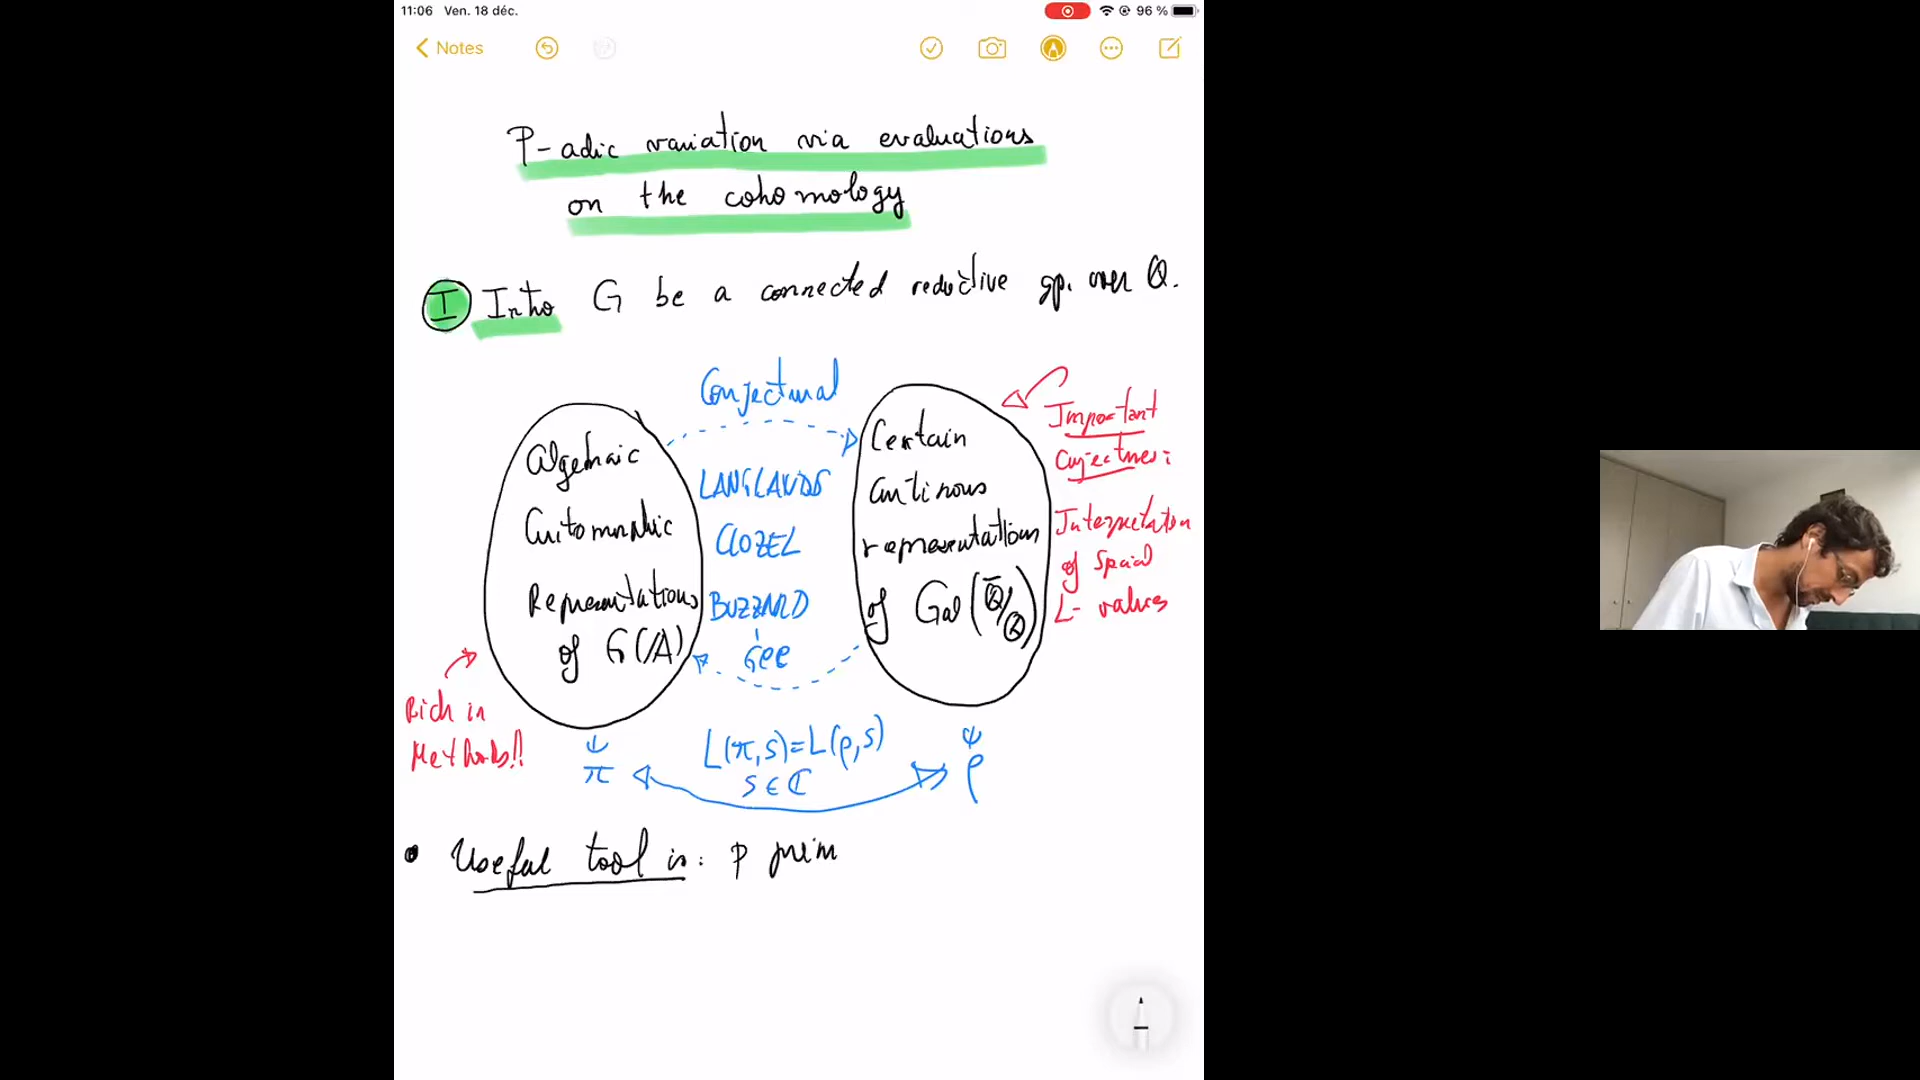 11:06 Ven. 18 déc.
96 %
Notes
P-adic variation via evaluations
on the cohomology
I Intro G be a connected reductive gp. over Q.
Conjectural
Algebraic
Automorphic
Representations
of G(A)
LANGLANDS
CLOZEL
BUZZARD
Gee
Certain
continous
representations
of Gal(Q̄/Q)
Important
Conjectures:
Interpretation
of Special
L-values
Rich in
Methods!!
ψ
π
L(π,s)=L(ρ,s)
s ∈ ℂ
ψ
ρ
• Useful tool is: p prim